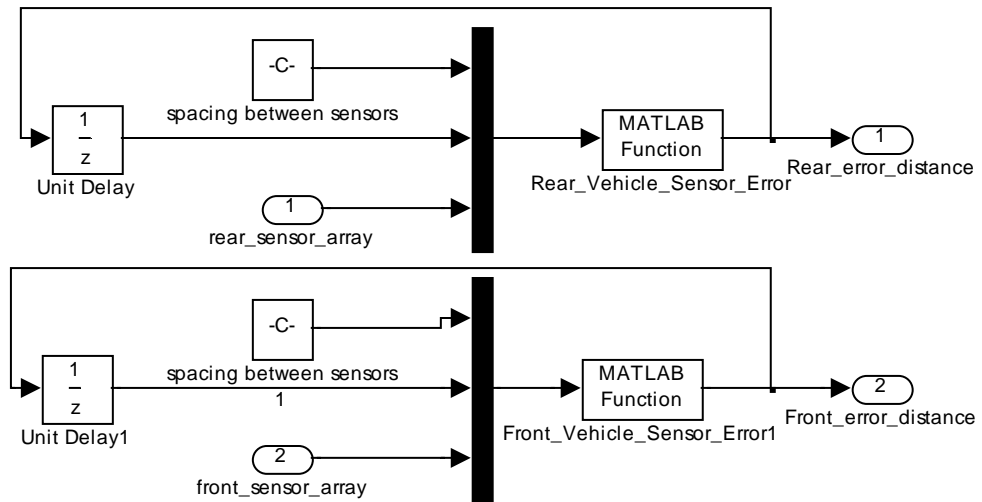 -C-
spacing between sensors
1
z
Unit Delay
MATLAB
Function
Rear_Vehicle_Sensor_Error
1
Rear_error_distance
1
rear_sensor_array
-C-
spacing between sensors
1
1
z
Unit Delay1
MATLAB
Function
Front_Vehicle_Sensor_Error1
2
Front_error_distance
2
front_sensor_array